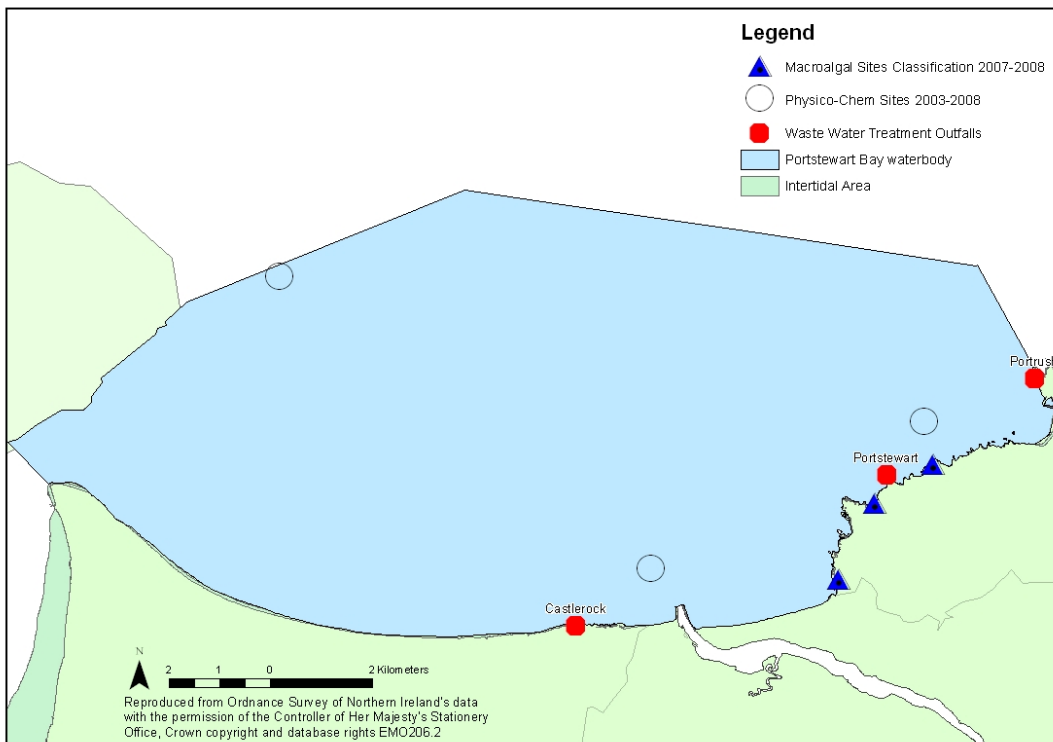 Legend
Macroalgal Sites Classification 2007-2008
Physico-Chem Sites 2003-2008
Waste Water Treatment Outfalls
Portstewart Bay waterbody
Intertidal Area
Portrush
Portstewart
Castlerock
N
2 1 0 2 Kilometers
Reproduced from Ordnance Survey of Northern Ireland's data
with the permission of the Controller of Her Majesty's Stationery
Office, Crown copyright and database rights EMO206.2